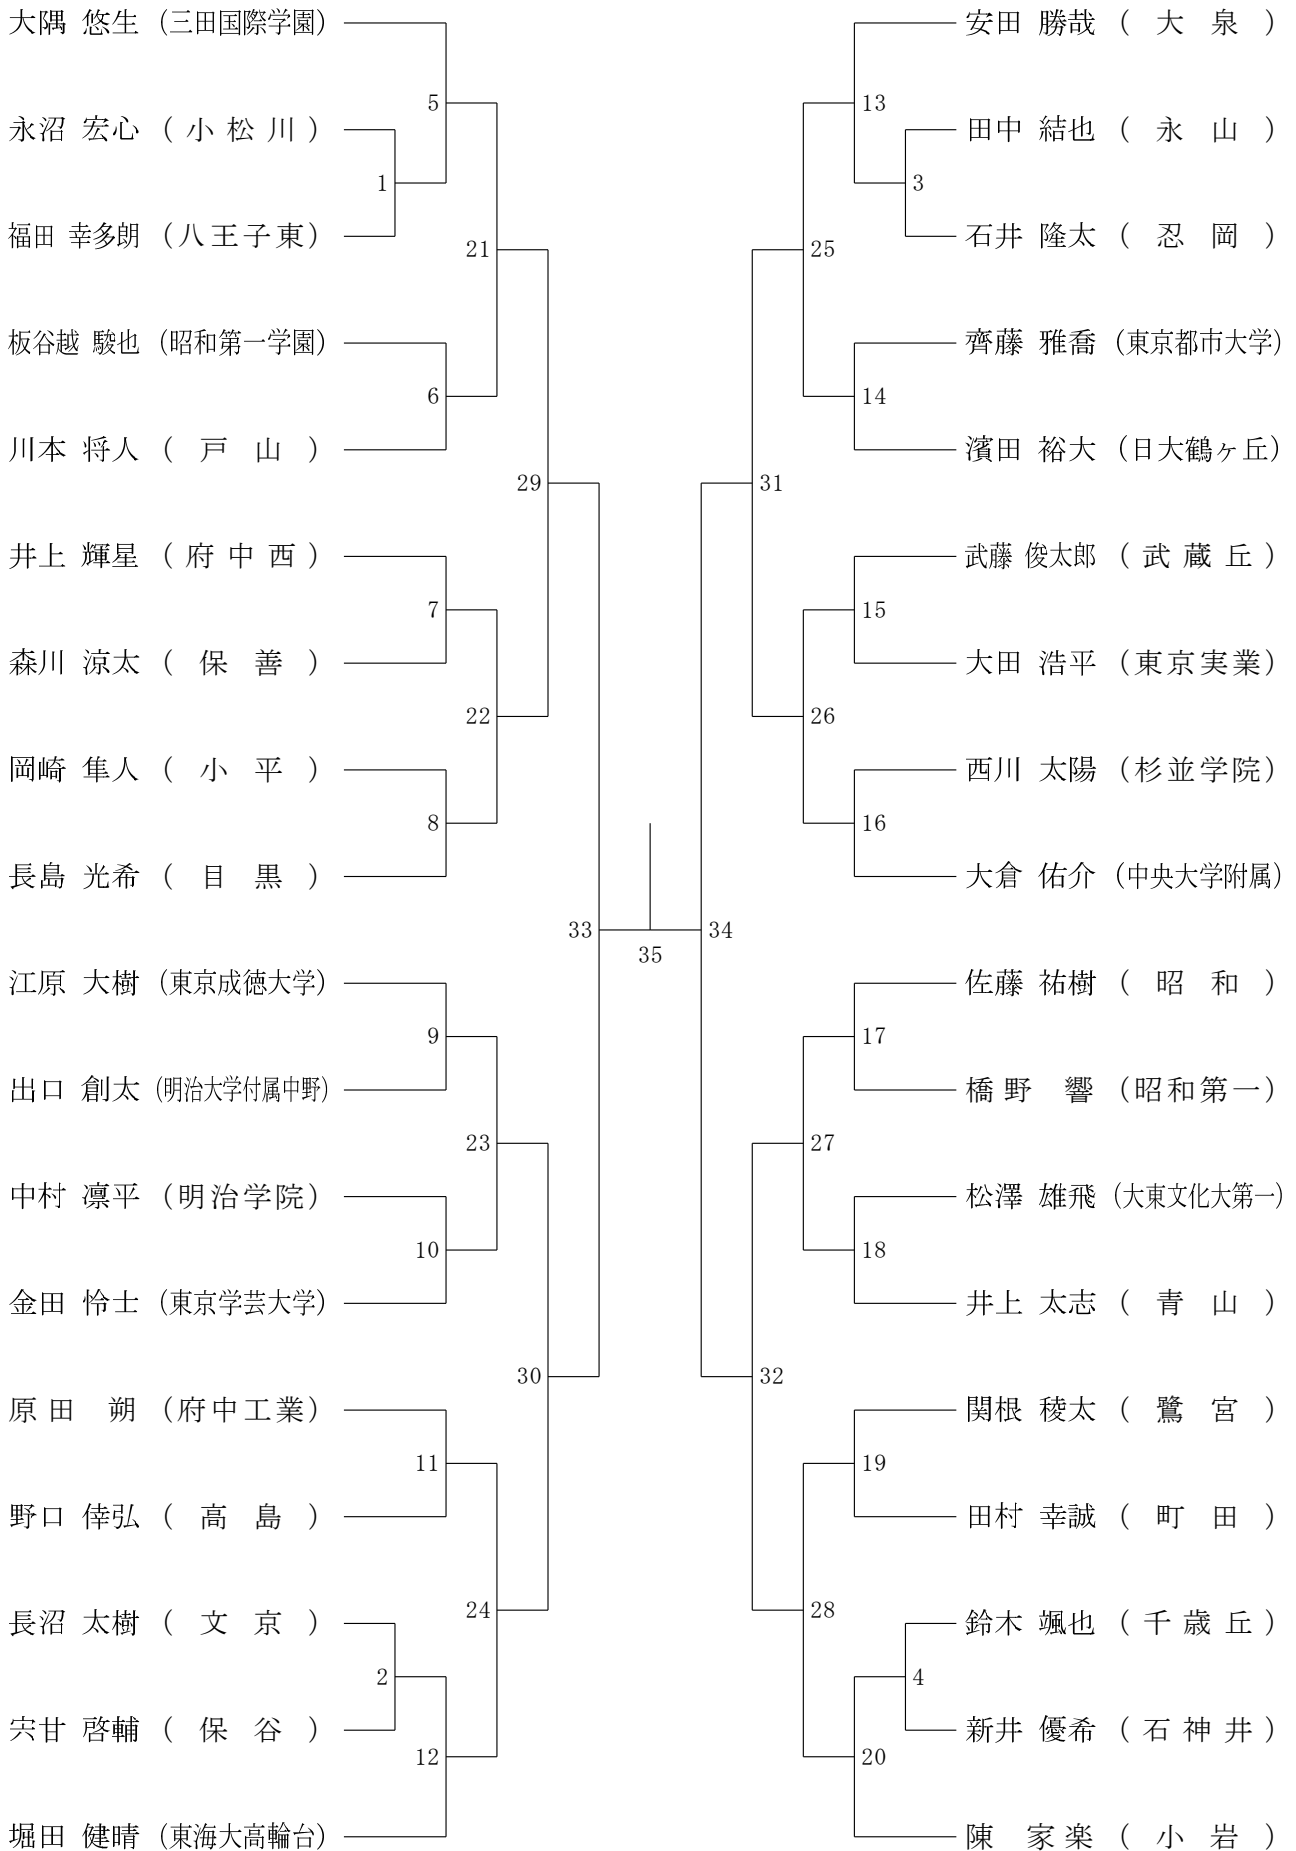 大隅 悠生 （三田国際学園）
5
永沼 宏心 （ 小 松 川 ）
1
福田 幸多朗 （八王子東）
21
板谷越 駿也 （昭和第一学園）
6
川本 将人 （ 戸 山 ）
29
井上 輝星 （ 府 中 西 ）
7
森川 涼太 （ 保 善 ）
22
岡崎 隼人 （ 小 平 ）
8
長島 光希 （ 目 黒 ）
33
江原 大樹 （東京成徳大学）
9
出口 創太 （明治大学付属中野）
23
中村 凛平 （明治学院）
10
金田 怜士 （東京学芸大学）
30
原田 朔 （府中工業）
11
野口 倖弘 （ 高 島 ）
24
長沼 太樹 （ 文 京 ）
2
宍甘 啓輔 （ 保 谷 ）
12
堀田 健晴 （東海大高輪台）
35
安田 勝哉 （ 大 泉 ）
13
田中 結也 （ 永 山 ）
3
石井 隆太 （ 忍 岡 ）
25
齊藤 雅喬 （東京都市大学）
14
濱田 裕大 （日大鶴ヶ丘）
31
武藤 俊太郎 （ 武 蔵 丘 ）
15
大田 浩平 （東京実業）
26
西川 太陽 （杉並学院）
16
大倉 佑介 （中央大学附属）
34
佐藤 祐樹 （ 昭 和 ）
17
橋野 響 （昭和第一）
27
松澤 雄飛 （大東文化大第一）
18
井上 太志 （ 青 山 ）
32
関根 稜太 （ 鷺 宮 ）
19
田村 幸誠 （ 町 田 ）
28
鈴木 颯也 （ 千 歳 丘 ）
4
新井 優希 （ 石 神 井 ）
20
陳 家楽 （ 小 岩 ）